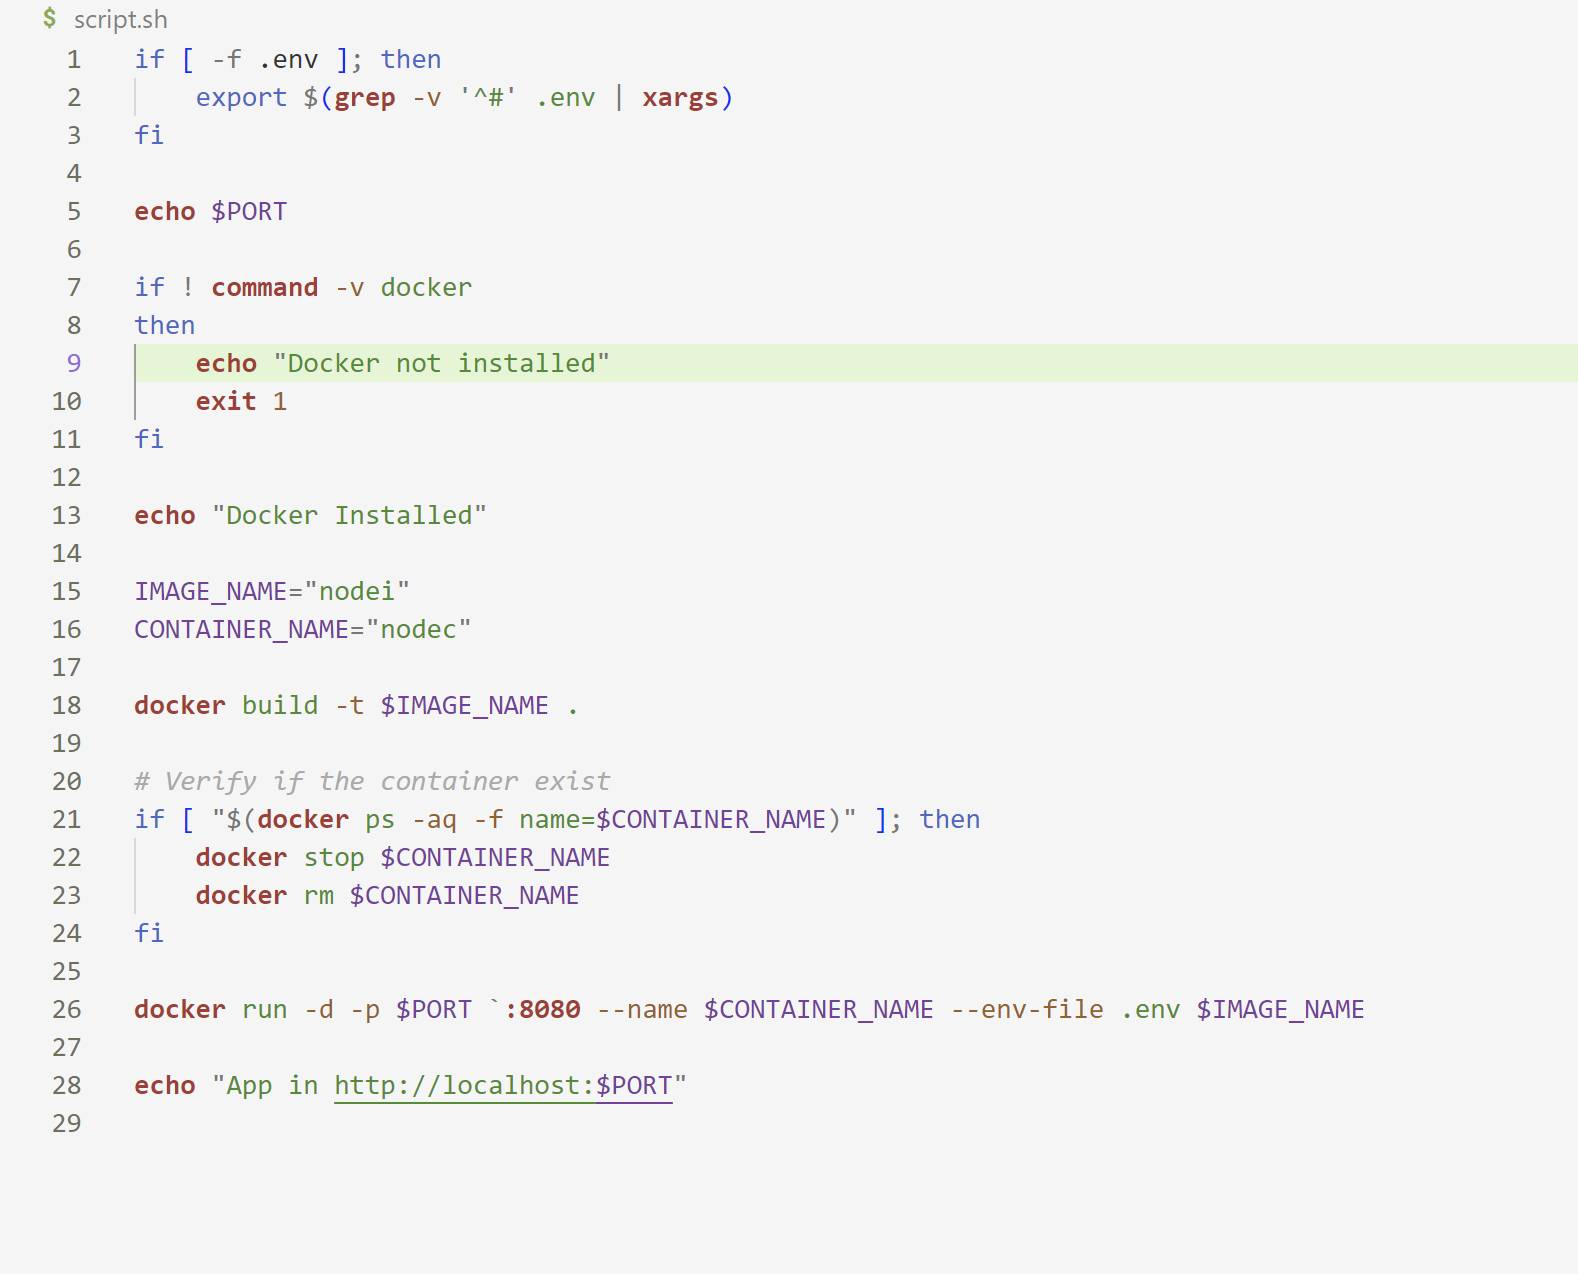 $ script.sh
1 if [ -f .env ]; then
2     export $(grep -v '^#' .env | xargs)
3 fi
4
5 echo $PORT
6
7 if ! command -v docker
8 then
9     echo "Docker not installed"
10     exit 1
11 fi
12
13 echo "Docker Installed"
14
15 IMAGE_NAME="nodei"
16 CONTAINER_NAME="nodec"
17
18 docker build -t $IMAGE_NAME .
19
20 # Verify if the container exist
21 if [ "$(docker ps -aq -f name=$CONTAINER_NAME)" ]; then
22     docker stop $CONTAINER_NAME
23     docker rm $CONTAINER_NAME
24 fi
25
26 docker run -d -p $PORT `:8080 --name $CONTAINER_NAME --env-file .env $IMAGE_NAME
27
28 echo "App in http://localhost:$PORT"
29